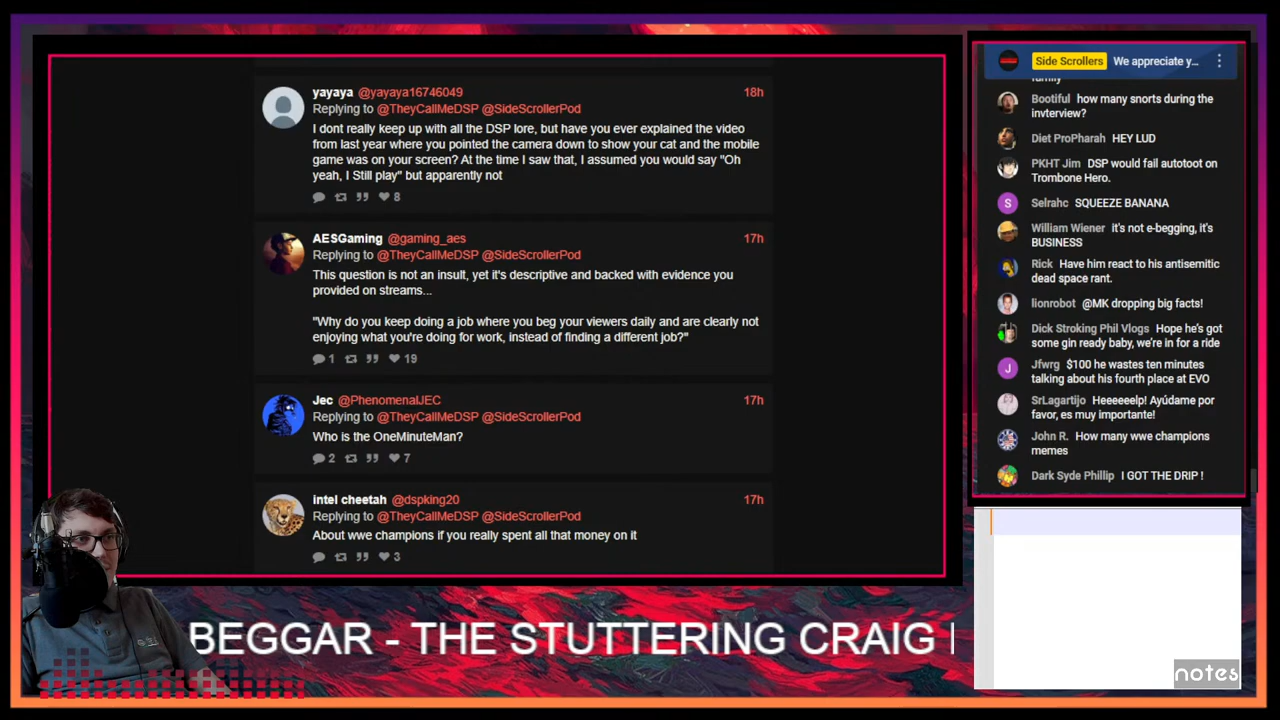 yayaya @yayaya16746049 18h
Replying to @TheyCallMeDSP @SideScrollerPod
I dont really keep up with all the DSP lore, but have you ever explained the video
from last year where you pointed the camera down to show your cat and the mobile
game was on your screen? At the time I saw that, I assumed you would say "Oh
yeah, I Still play" but apparently not
8
AESGaming @gaming_aes 17h
Replying to @TheyCallMeDSP @SideScrollerPod
This question is not an insult, yet it's descriptive and backed with evidence you
provided on streams...
"Why do you keep doing a job where you beg your viewers daily and are clearly not
enjoying what you're doing for work, instead of finding a different job?"
1 19
Jec @PhenomenalJEC 17h
Replying to @TheyCallMeDSP @SideScrollerPod
Who is the OneMinuteMan?
2 7
intel cheetah @dspking20 17h
Replying to @TheyCallMeDSP @SideScrollerPod
About wwe champions if you really spent all that money on it
3
BEGGAR - THE STUTTERING CRAIG
Side Scrollers We appreciate y...
family
Bootiful how many snorts during the
invterview?
Diet ProPharah HEY LUD
PKHT Jim DSP would fail autotoot on
Trombone Hero.
Selrahc SQUEEZE BANANA
William Wiener it's not e-begging, it's
BUSINESS
Rick Have him react to his antisemitic
dead space rant.
lionrobot @MK dropping big facts!
Dick Stroking Phil Vlogs Hope he's got
some gin ready baby, we're in for a ride
Jfwrg $100 he wastes ten minutes
talking about his fourth place at EVO
SrLagartijo Heeeeeelp! Ayúdame por
favor, es muy importante!
John R. How many wwe champions
memes
Dark Syde Phillip I GOT THE DRIP !
notes